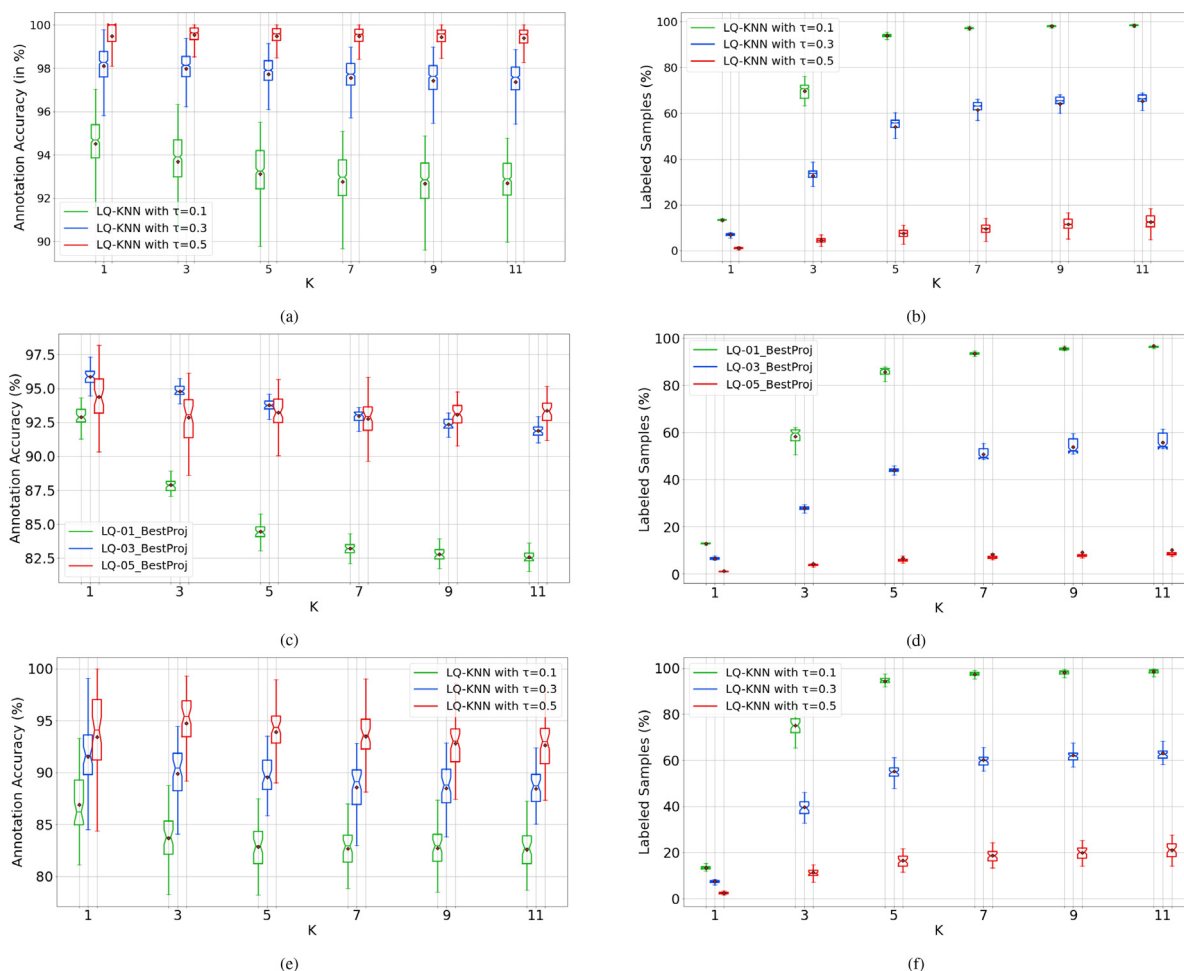 Annotation Accuracy (in %)
100
98
96
94
92
90
LQ-KNN with τ=0.1
LQ-KNN with τ=0.3
LQ-KNN with τ=0.5
1 3 5 7 9 11
K
(a)
Labeled Samples (%)
100
80
60
40
20
0
LQ-KNN with τ=0.1
LQ-KNN with τ=0.3
LQ-KNN with τ=0.5
1 3 5 7 9 11
K
(b)
Annotation Accuracy (%)
97.5
95.0
92.5
90.0
87.5
85.0
82.5
LQ-01_BestProj
LQ-03_BestProj
LQ-05_BestProj
1 3 5 7 9 11
K
(c)
Labeled Samples (%)
100
80
60
40
20
0
LQ-01_BestProj
LQ-03_BestProj
LQ-05_BestProj
1 3 5 7 9 11
K
(d)
Annotation Accuracy (%)
100
95
90
85
80
LQ-KNN with τ=0.1
LQ-KNN with τ=0.3
LQ-KNN with τ=0.5
1 3 5 7 9 11
K
(e)
Labeled Samples (%)
100
80
60
40
20
0
LQ-KNN with τ=0.1
LQ-KNN with τ=0.3
LQ-KNN with τ=0.5
1 3 5 7 9 11
K
(f)